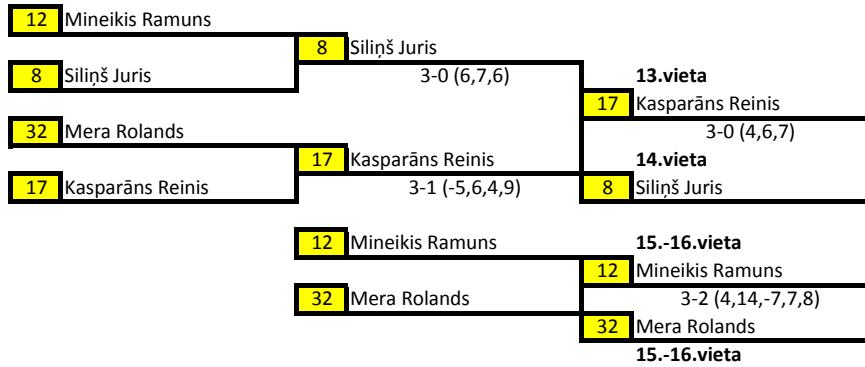 12 Mineikis Ramuns
8 Siliņš Juris
8 Siliņš Juris 3-0 (6,7,6) 13.vieta
17 Kasparāns Reinis
32 Mera Rolands 3-0 (4,6,7)
17 Kasparāns Reinis 14.vieta
17 Kasparāns Reinis 3-1 (-5,6,4,9) 8 Siliņš Juris
12 Mineikis Ramuns 15.-16.vieta
12 Mineikis Ramuns
32 Mera Rolands 3-2 (4,14,-7,7,8)
32 Mera Rolands
15.-16.vieta